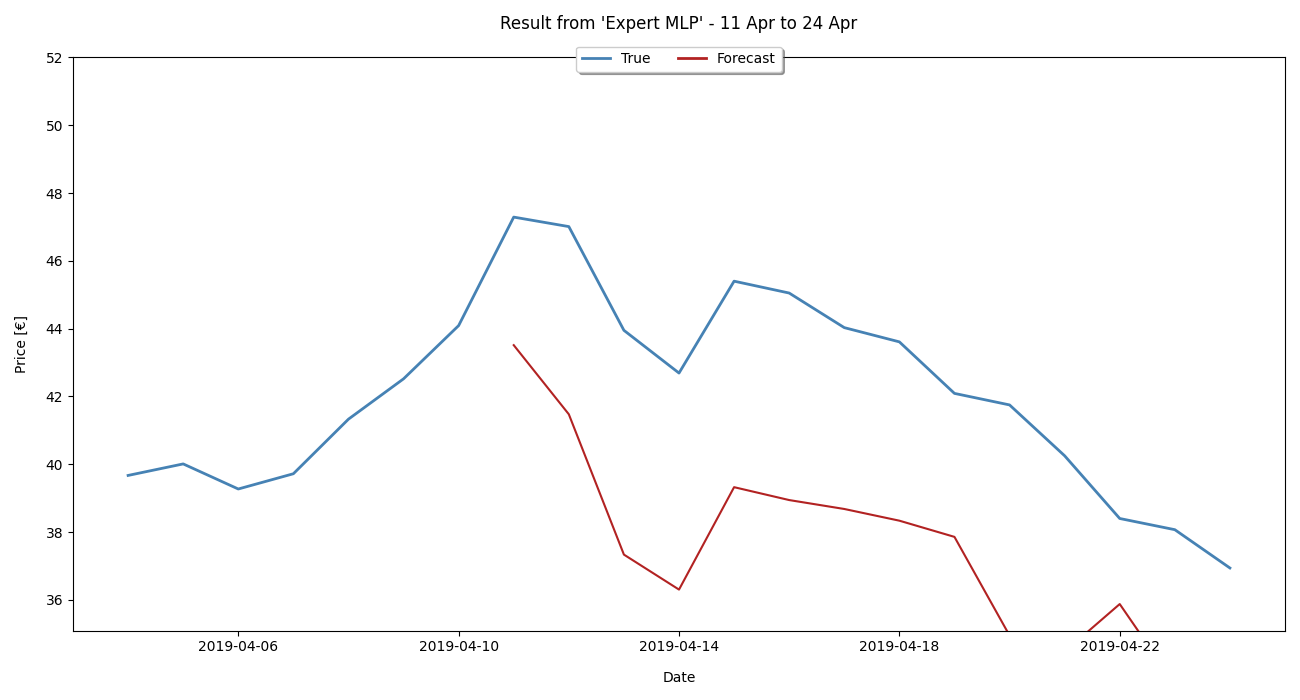 Result from 'Expert MLP' - 11 Apr to 24 Apr
True
Forecast
52
50
48
46
44
42
40
38
36
Price [€]
2019-04-06
2019-04-10
2019-04-14
2019-04-18
2019-04-22
Date